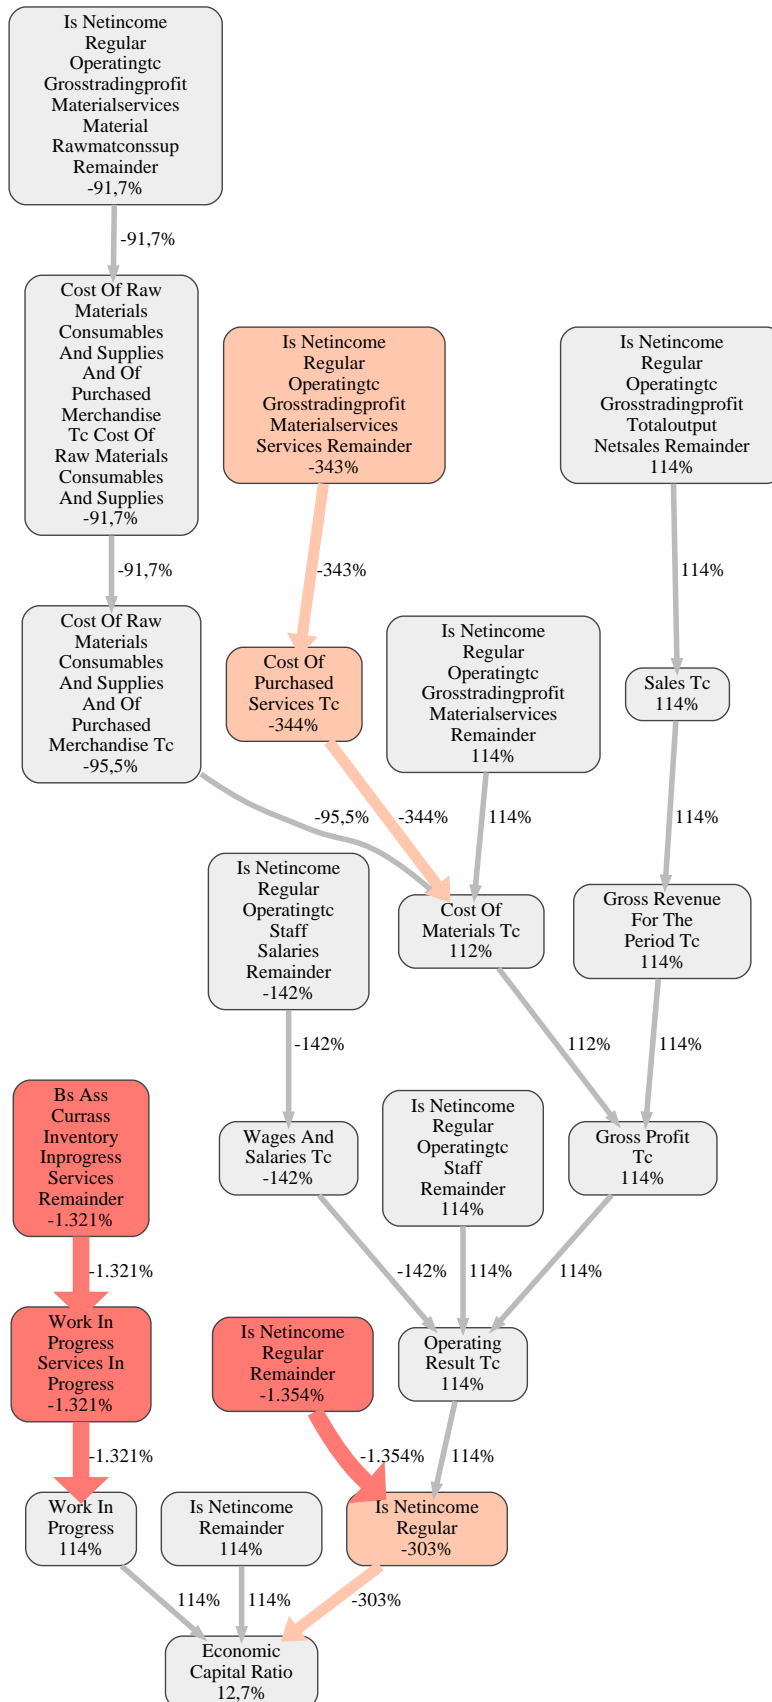 Is Netincome
Regular
Operatingtc
Grosstradingprofit
Materialservices
Material
Rawmatconssup
Remainder
-91,7%
-91,7%
Cost Of Raw
Materials
Consumables
And Supplies
And Of
Purchased
Merchandise
Tc Cost Of
Raw Materials
Consumables
And Supplies
-91,7%
Is Netincome
Regular
Operatingtc
Grosstradingprofit
Materialservices
Services Remainder
-343%
Is Netincome
Regular
Operatingtc
Grosstradingprofit
Totaloutput
Netsales Remainder
114%
-91,7%
-343%
114%
Cost Of Raw
Materials
Consumables
And Supplies
And Of
Purchased
Merchandise Tc
-95,5%
Cost Of
Purchased
Services Tc
-344%
Is Netincome
Regular
Operatingtc
Grosstradingprofit
Materialservices
Remainder
114%
Sales Tc
114%
-95,5%
-344%
114%
114%
Is Netincome
Regular
Operatingtc
Staff
Salaries
Remainder
-142%
Cost Of
Materials Tc
112%
Gross Revenue
For The
Period Tc
114%
-142%
112%
114%
Bs Ass
Currass
Inventory
Inprogress
Services
Remainder
-1.321%
Wages And
Salaries Tc
-142%
Is Netincome
Regular
Operatingtc
Staff
Remainder
114%
Gross Profit
Tc
114%
-1.321%
-142%
114%
114%
Work In
Progress
Services In
Progress
-1.321%
Is Netincome
Regular
Remainder
-1.354%
Operating
Result Tc
114%
-1.321%
-1.354%
114%
Work In
Progress
114%
Is Netincome
Remainder
114%
Is Netincome
Regular
-303%
114%
114%
-303%
Economic
Capital Ratio
12,7%